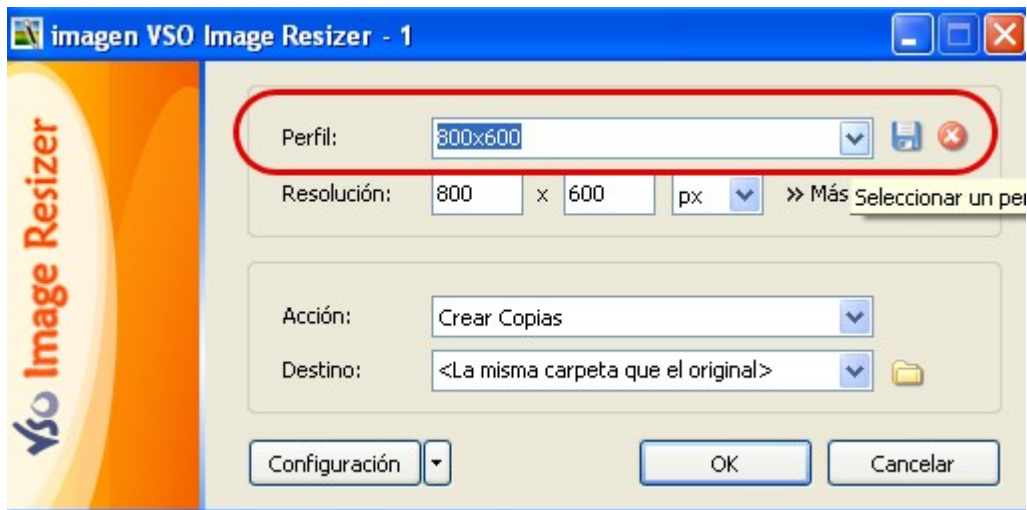 imagen VSO Image Resizer - 1
VSO Image Resizer
Perfil: 800x600
Resolución: 800 x 600 px >> Más
Seleccionar un
Acción: Crear Copias
Destino: <La misma carpeta que el original>
Configuración OK Cancelar